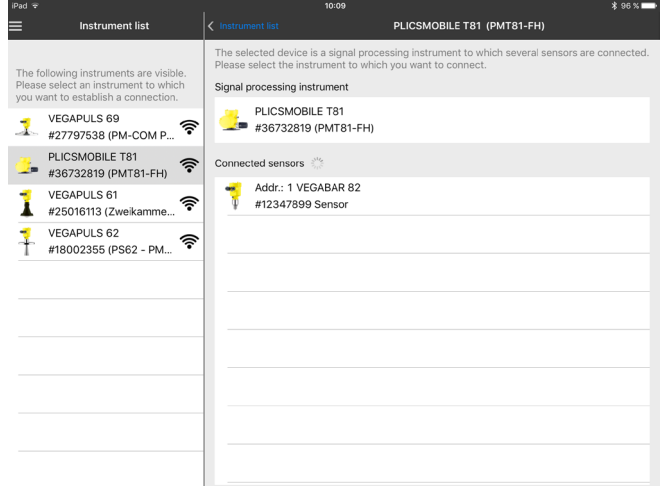 iPad
10:09
96 %
Instrument list
The following instruments are visible.
Please select an instrument to which
you want to establish a connection.
VEGAPULS 69
#27797538 (PM-COM P...
PLICSMOBILE T81
#36732819 (PMT81-FH)
VEGAPULS 61
#25016113 (Zweikamme...
VEGAPULS 62
#18002355 (PS62 - PM...
Instrument list
PLICSMOBILE T81 (PMT81-FH)
The selected device is a signal processing instrument to which several sensors are connected.
Please select the instrument to which you want to connect.
Signal processing instrument
PLICSMOBILE T81
#36732819 (PMT81-FH)
Connected sensors
Addr.: 1 VEGABAR 82
#12347899 Sensor